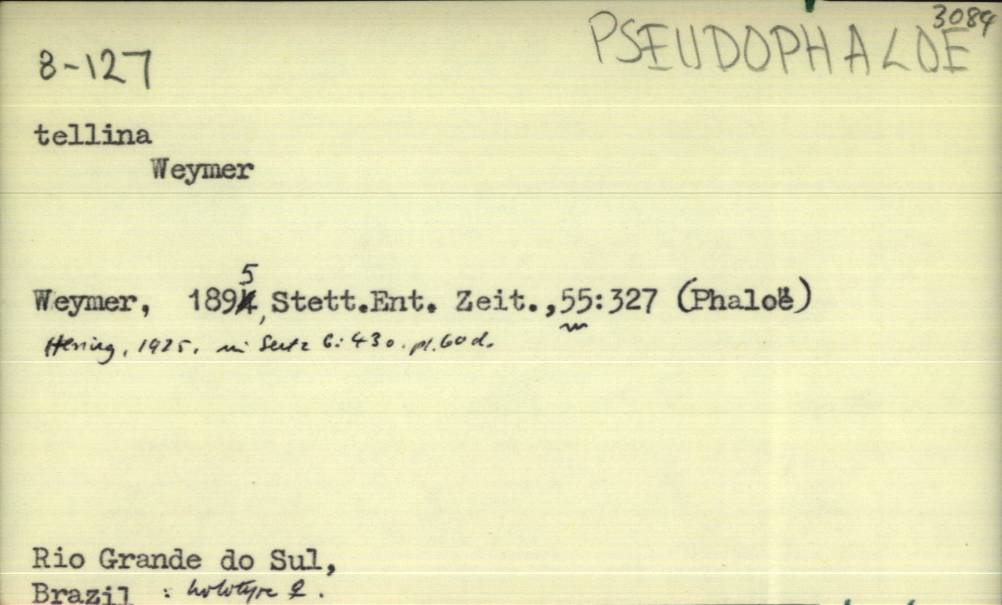 3084
PSEUDOPHALOE
8-127
tellina
Weymer
5
Weymer, 1894, Stett.Ent. Zeit.,55:327 (Phaloë)
Hering, 1925, in Seitz 6:430. pl.60d.
Rio Grande do Sul,
Brazil : holotype ♀.